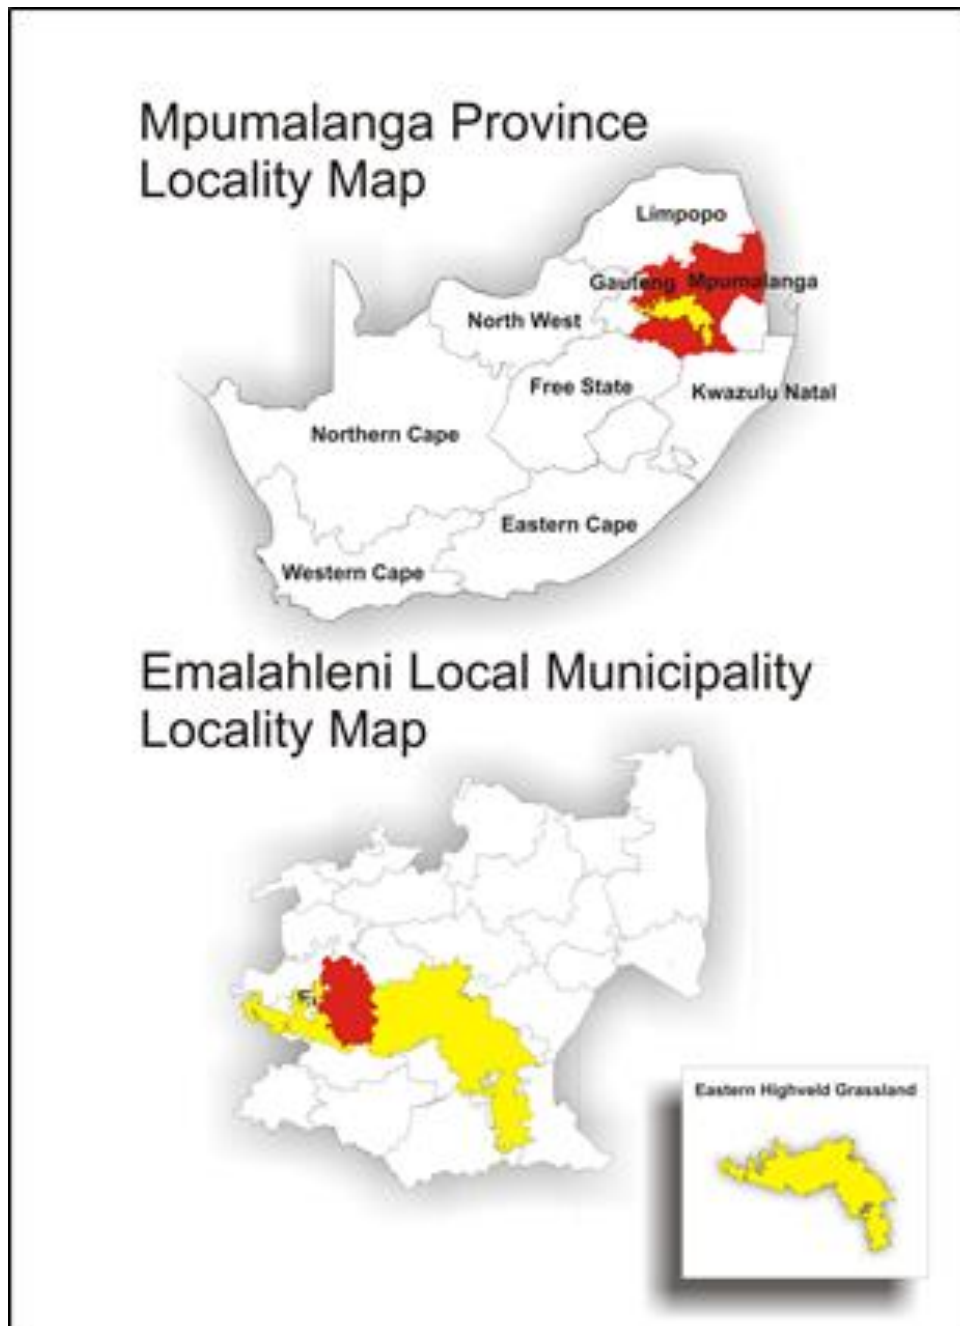 Mpumalanga Province
Locality Map
Limpopo
Gauteng Mpumalanga
North West
Free State
Kwazulu Natal
Northern Cape
Eastern Cape
Western Cape
Emalahleni Local Municipality
Locality Map
Eastern Highveld Grassland